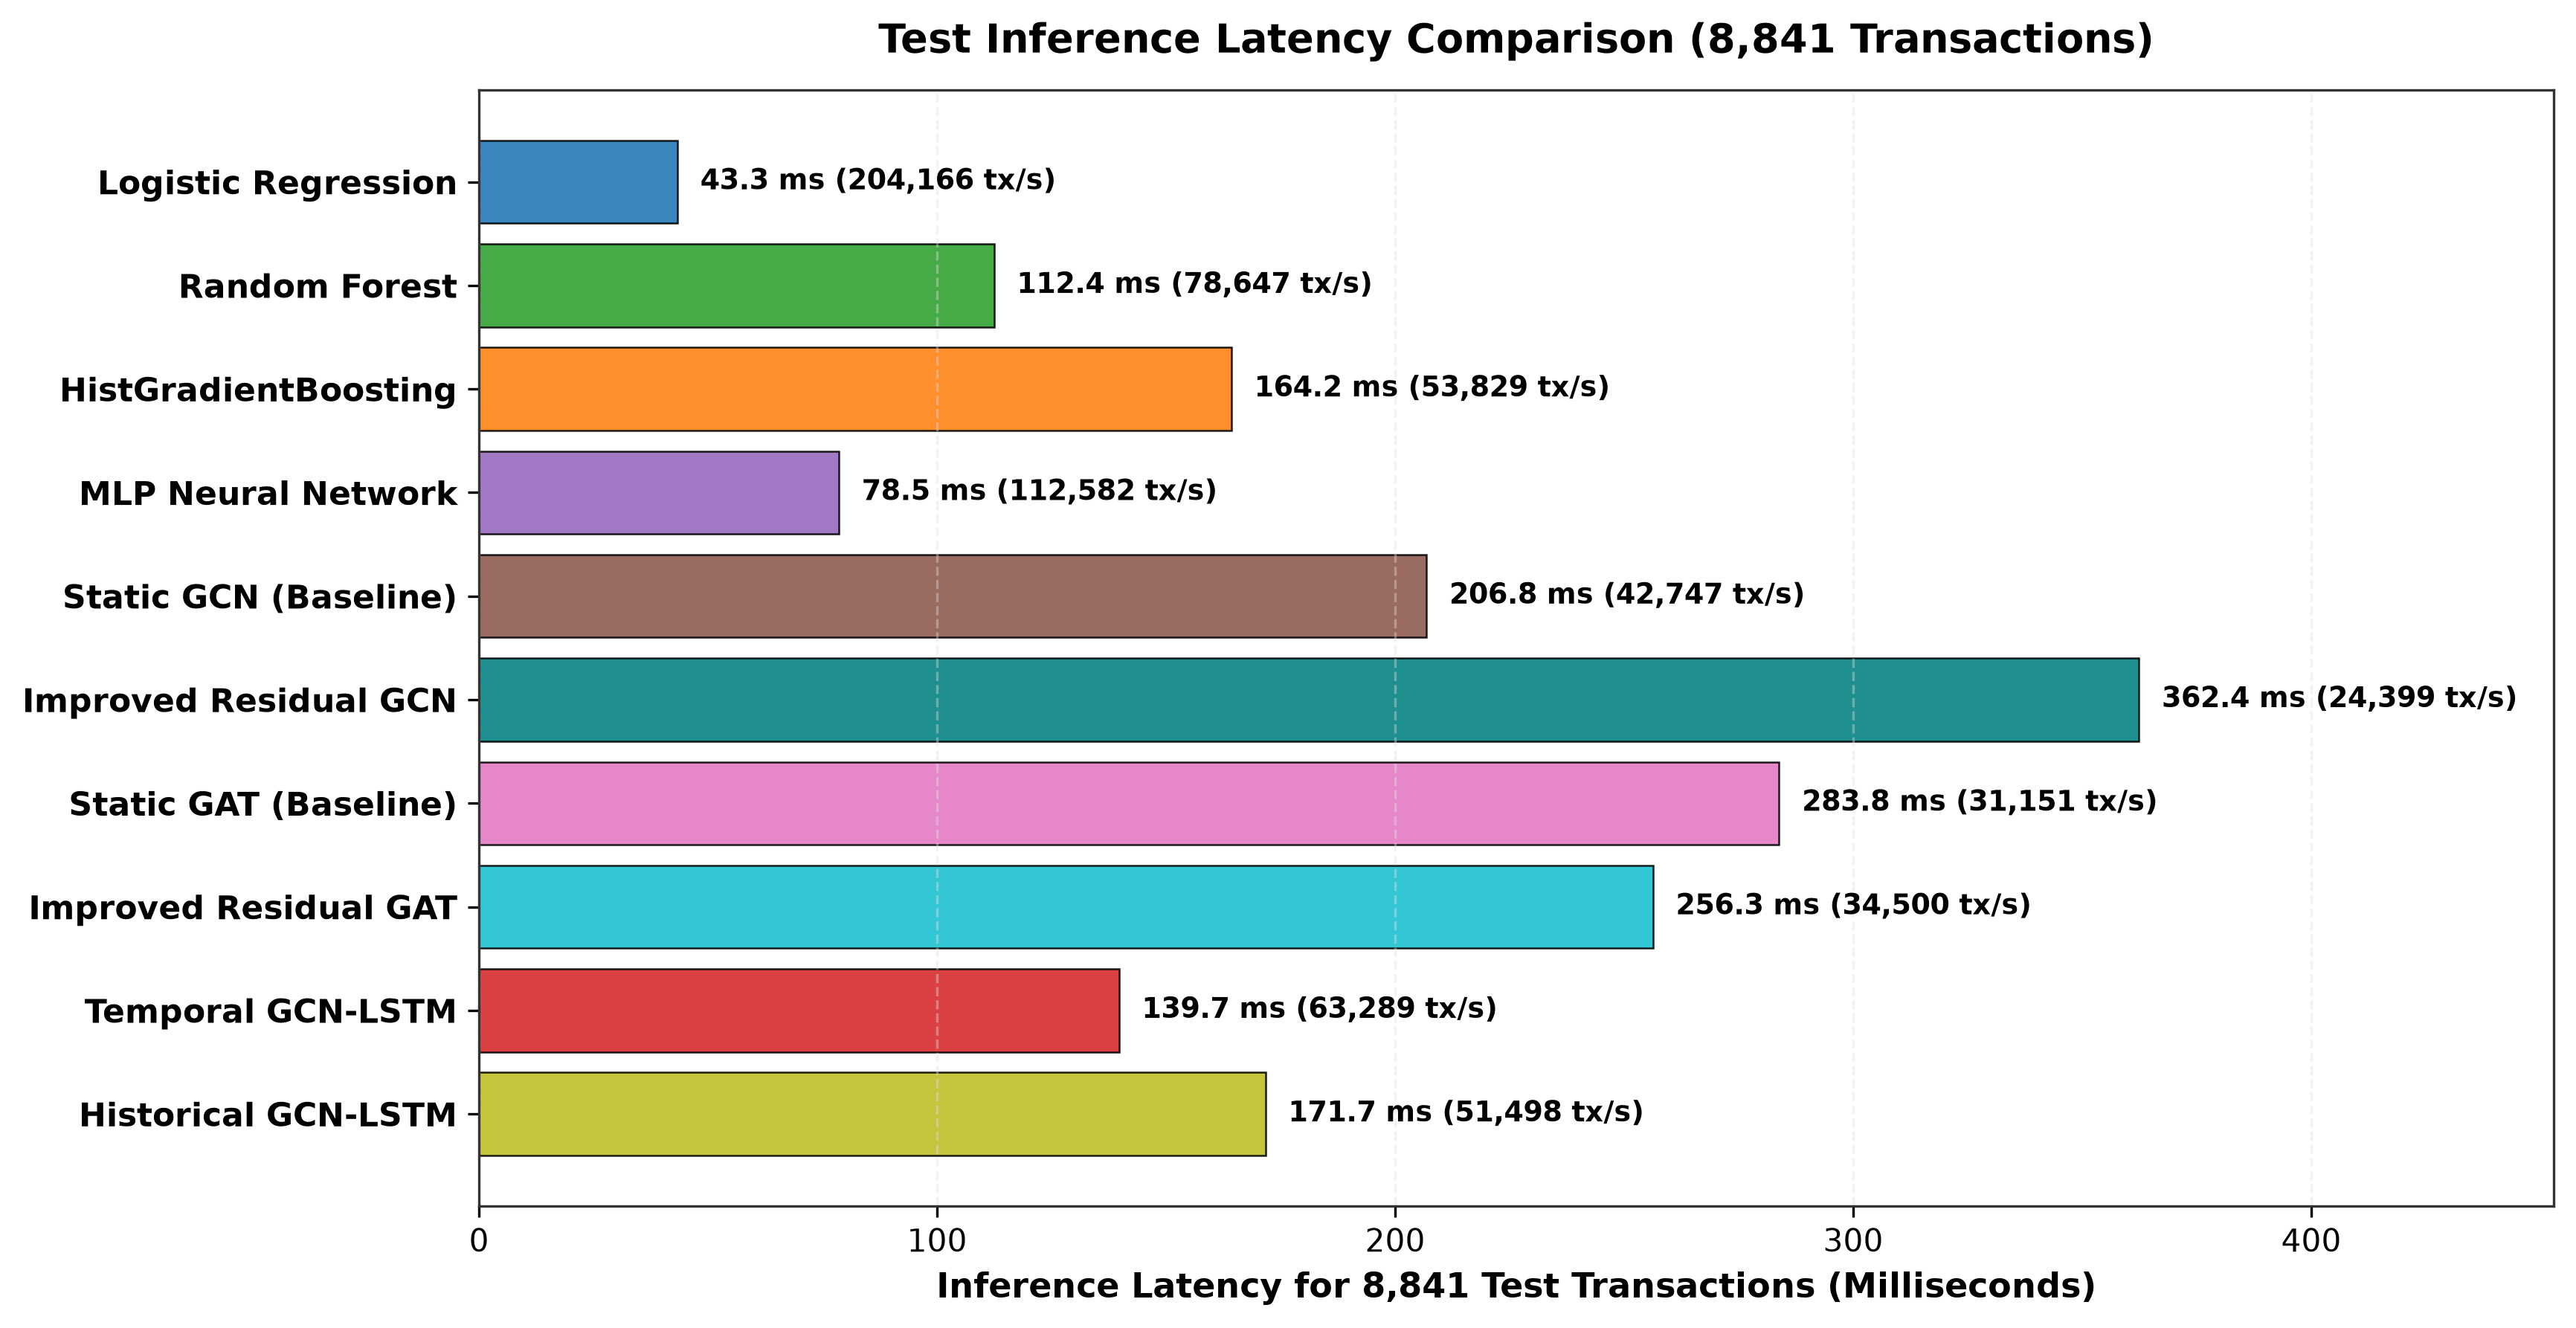 Test Inference Latency Comparison (8,841 Transactions)
Logistic Regression 43.3 ms (204,166 tx/s)
Random Forest 112.4 ms (78,647 tx/s)
HistGradientBoosting 164.2 ms (53,829 tx/s)
MLP Neural Network 78.5 ms (112,582 tx/s)
Static GCN (Baseline) 206.8 ms (42,747 tx/s)
Improved Residual GCN 362.4 ms (24,399 tx/s)
Static GAT (Baseline) 283.8 ms (31,151 tx/s)
Improved Residual GAT 256.3 ms (34,500 tx/s)
Temporal GCN-LSTM 139.7 ms (63,289 tx/s)
Historical GCN-LSTM 171.7 ms (51,498 tx/s)
0 100 200 300 400
Inference Latency for 8,841 Test Transactions (Milliseconds)